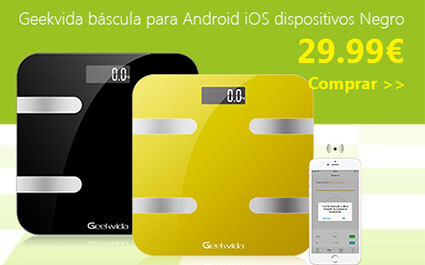 Geekvida báscula para Android iOS dispositivos Negro
29.99€
Comprar >>
0.0
0.0
Geekvida
Geekvida